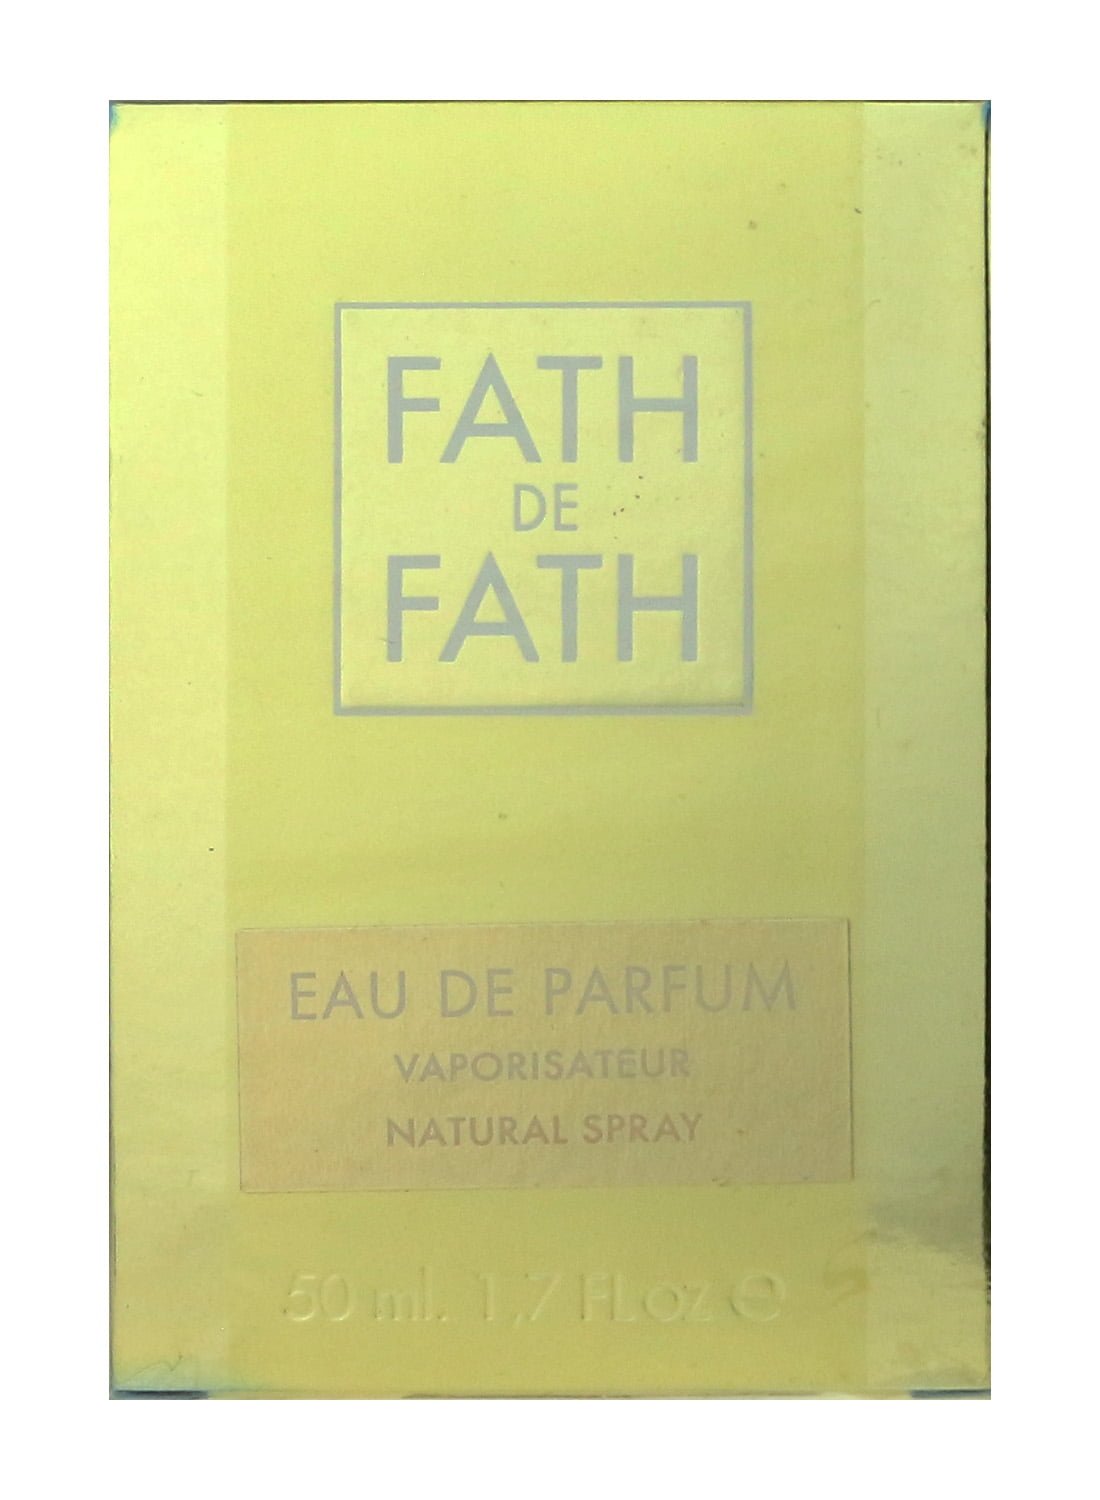 FATH
DE
FATH
EAU DE PARFUM
VAPORISATEUR
NATURAL SPRAY
50 ml. 1,7 fl.oz ℮